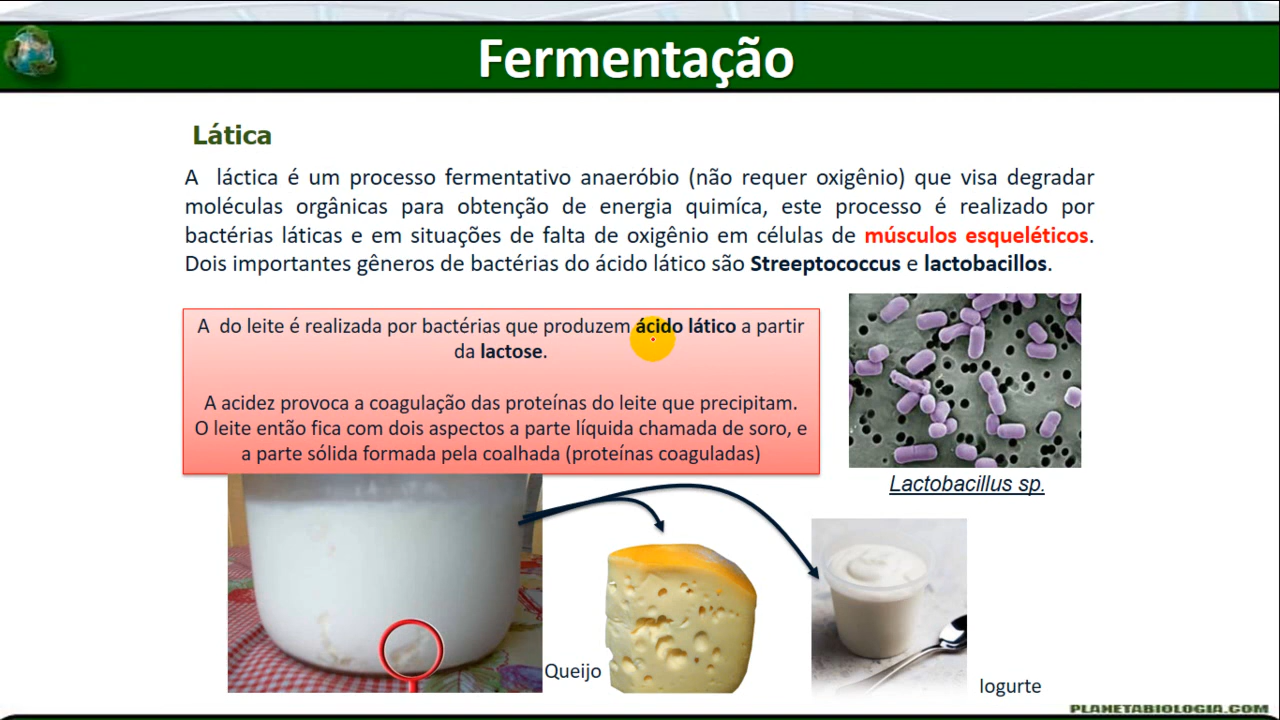 Fermentação
Lática
A láctica é um processo fermentativo anaeróbio (não requer oxigênio) que visa degradar
moléculas orgânicas para obtenção de energia quimíca, este processo é realizado por
bactérias láticas e em situações de falta de oxigênio em células de músculos esqueléticos.
Dois importantes gêneros de bactérias do ácido lático são Streeptococcus e lactobacillos.
A do leite é realizada por bactérias que produzem ácido lático a partir
da lactose.
A acidez provoca a coagulação das proteínas do leite que precipitam.
O leite então fica com dois aspectos a parte líquida chamada de soro, e
a parte sólida formada pela coalhada (proteínas coaguladas)
Lactobacillus sp.
Queijo
Iogurte
PLANETABIOLOGIA.COM